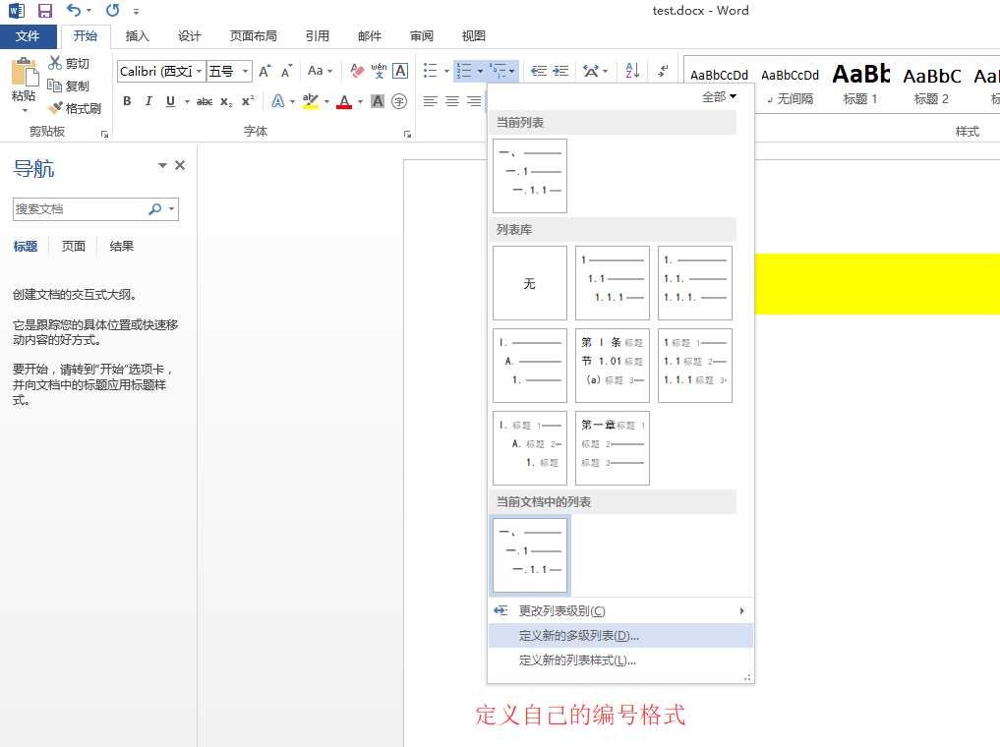 test.docx - Word
文件 开始 插入 设计 页面布局 引用 邮件 审阅 视图
粘贴
剪切
复制
格式刷
剪贴板
Calibri (西文 五号 A A Aa wén 文 A
B I U abc x₂ x² A ab A A 字
字体
AaBbCcDd AaBbCcDd AaBb AaBbC AaI
无间隔 标题 1 标题 2 标
样式
导航
搜索文档
标题 页面 结果
创建文档的交互式大纲。
它是跟踪您的具体位置或快速移
动内容的好方式。
要开始，请转到"开始"选项卡，
并向文档中的标题应用标题样
式。
全部
当前列表
一、
一.1
一.1.1
列表库
无
1
1.1
1.1.1
1.
1.1.
1.1.1.
I.
A.
1.
第 I 条 标题
节 1.01 标题
(a) 标题 3
1 标题 1
1.1 标题 2
1.1.1 标题 3
I. 标题 1
A. 标题 2
1. 标题
第一章 标题 1
标题 2
标题 3
当前文档中的列表
一、
一.1
一.1.1
更改列表级别(C)
定义新的多级列表(D)...
定义新的列表样式(L)...
定义自己的编号格式